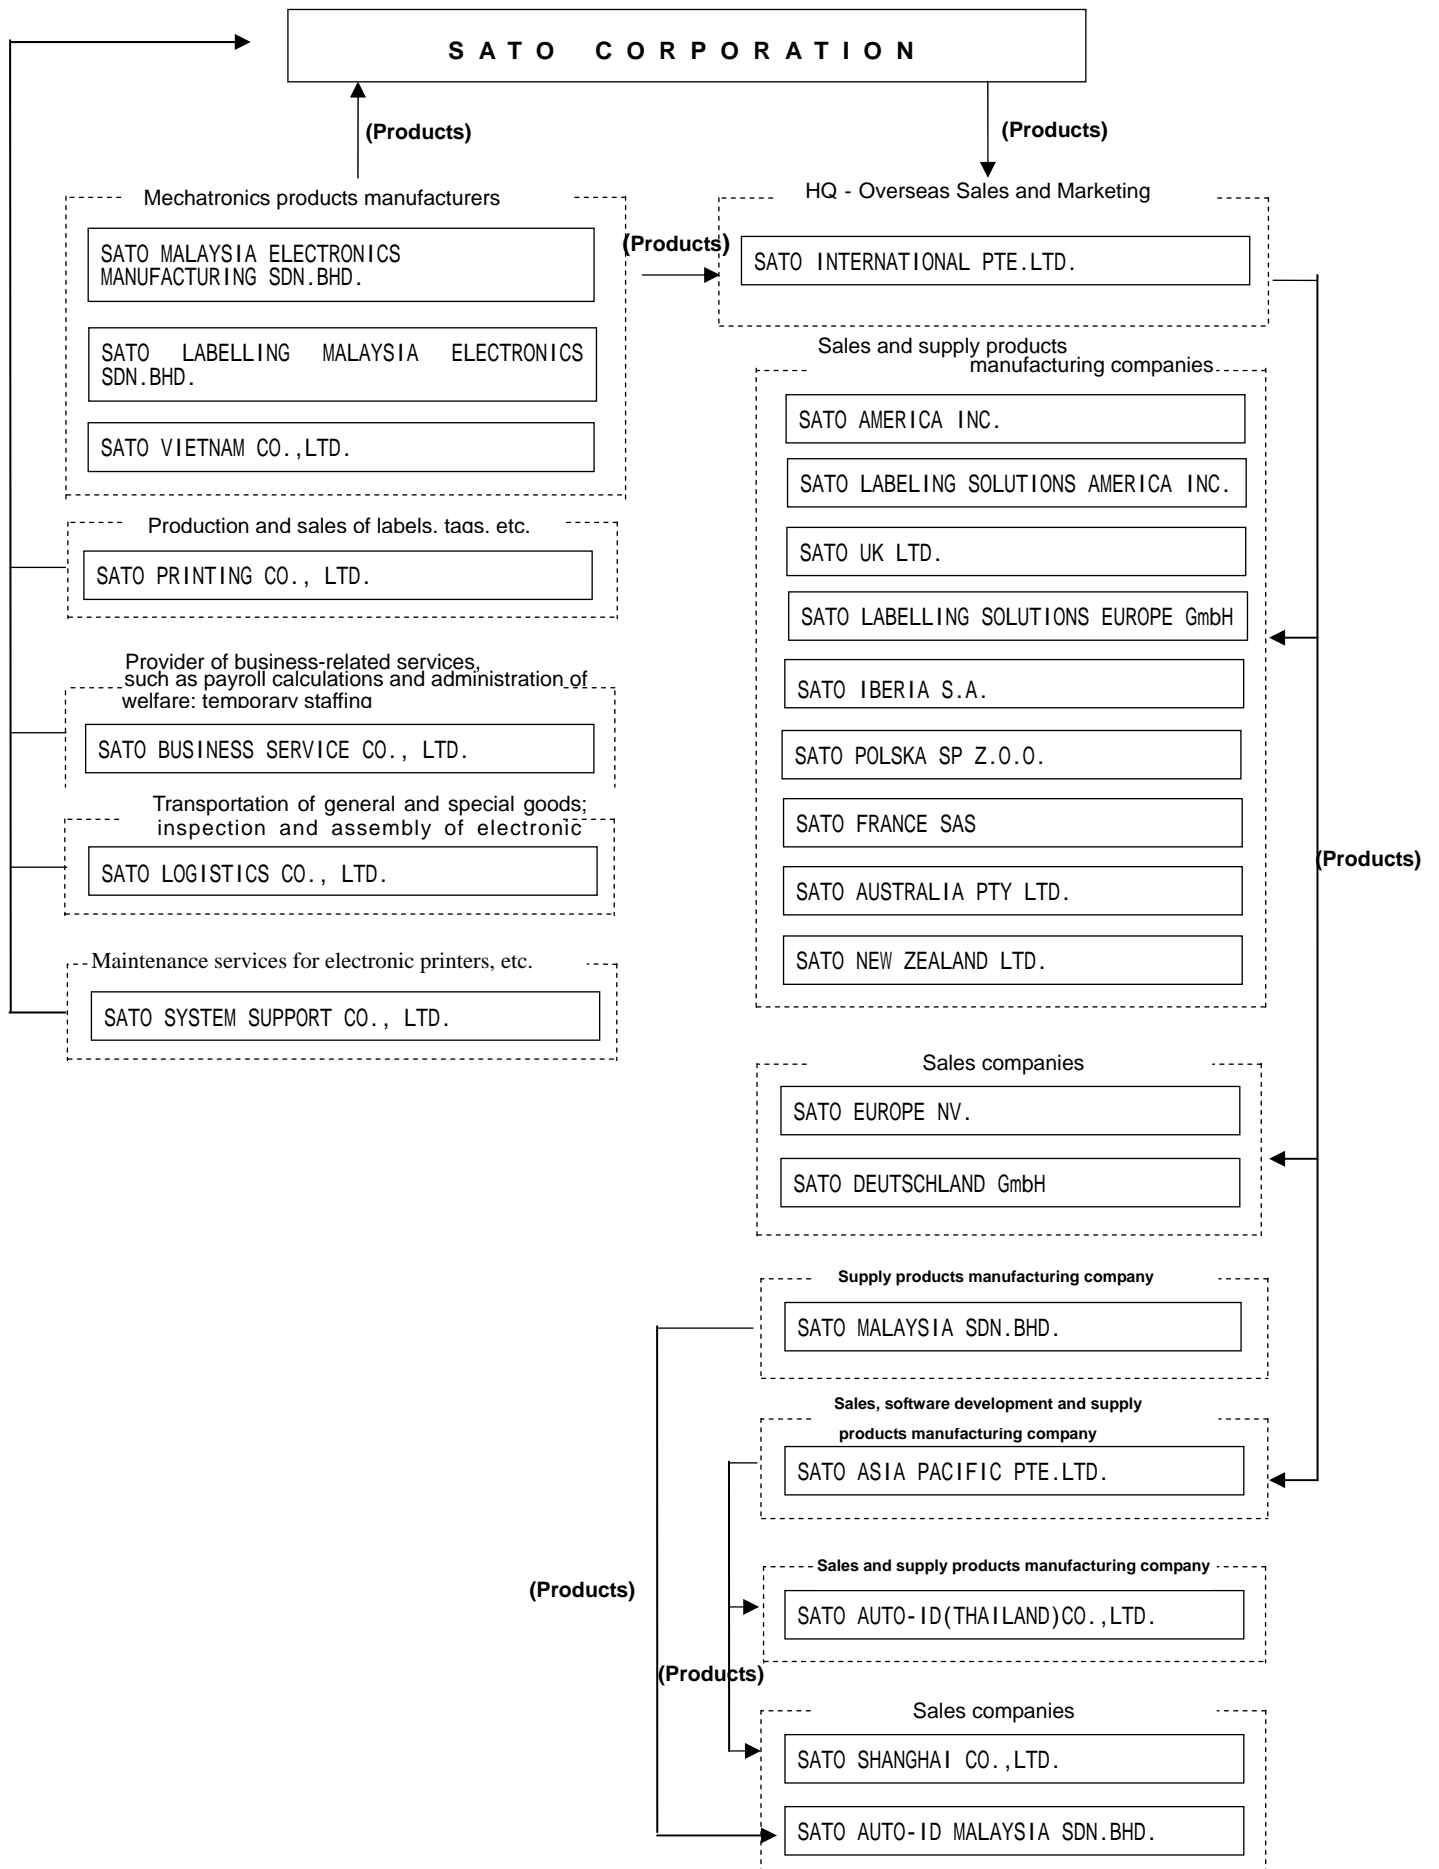 SATO CORPORATION
(Products)
(Products)
Mechatronics products manufacturers
SATO MALAYSIA ELECTRONICS
MANUFACTURING SDN.BHD.
SATO LABELLING MALAYSIA ELECTRONICS
SDN.BHD.
SATO VIETNAM CO.,LTD.
(Products)
HQ - Overseas Sales and Marketing
SATO INTERNATIONAL PTE.LTD.
Production and sales of labels, tags, etc.
SATO PRINTING CO., LTD.
Provider of business-related services,
such as payroll calculations and administration of
welfare; temporary staffing
SATO BUSINESS SERVICE CO., LTD.
Transportation of general and special goods;
inspection and assembly of electronic
SATO LOGISTICS CO., LTD.
Maintenance services for electronic printers, etc.
SATO SYSTEM SUPPORT CO., LTD.
Sales and supply products
manufacturing companies
SATO AMERICA INC.
SATO LABELING SOLUTIONS AMERICA INC.
SATO UK LTD.
SATO LABELLING SOLUTIONS EUROPE GmbH
SATO IBERIA S.A.
SATO POLSKA SP Z.O.O.
SATO FRANCE SAS
SATO AUSTRALIA PTY LTD.
SATO NEW ZEALAND LTD.
(Products)
Sales companies
SATO EUROPE NV.
SATO DEUTSCHLAND GmbH
Supply products manufacturing company
SATO MALAYSIA SDN.BHD.
Sales, software development and supply
products manufacturing company
SATO ASIA PACIFIC PTE.LTD.
(Products)
Sales and supply products manufacturing company
SATO AUTO-ID(THAILAND)CO.,LTD.
(Products)
Sales companies
SATO SHANGHAI CO.,LTD.
SATO AUTO-ID MALAYSIA SDN.BHD.